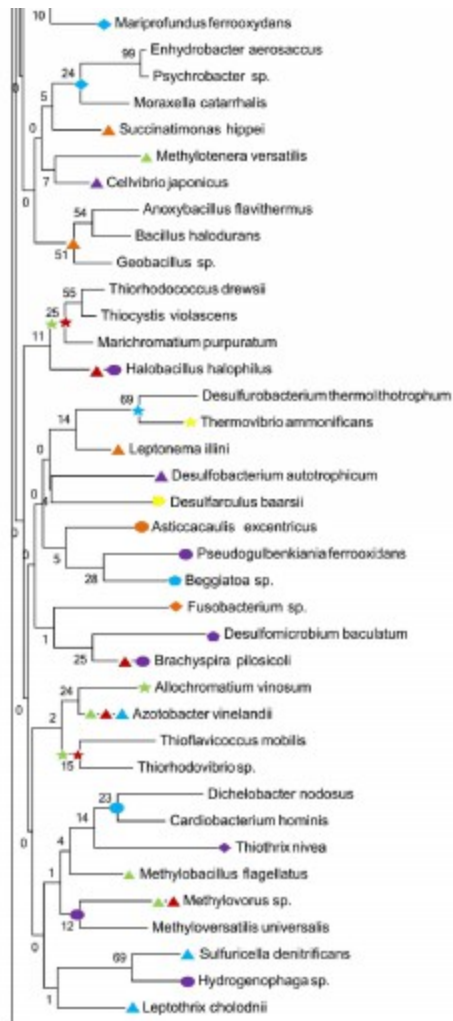 10
Mariprofundus ferrooxydans
99 Enhydrobacter aerosaccus
24 Psychrobacter sp.
5 Moraxella catarrhalis
0 Succinatimonas hippei
Methylotenera versatilis
7 Cellvibrio japonicus
0 54 Anoxybacillus flavithermus
Bacillus halodurans
51 Geobacillus sp.
55 Thiorhodococcus drewsii
25 Thiocystis violascens
11 Marichromatium purpuratum
Halobacillus halophilus
69 Desulfurobacterium thermolithotrophum
14 Thermovibrio ammonificans
0 Leptonema illini
0 Desulfobacterium autotrophicum
4 Desulfarculus baarsii
0 0 Asticcacaulis excentricus
5 Pseudogulbenkiania ferrooxidans
28 Beggiatoa sp.
Fusobacterium sp.
1 Desulfomicrobium baculatum
25 Brachyspira pilosicoli
24 Allochromatium vinosum
0 2 Azotobacter vinelandii
Thioflavicoccus mobilis
15 Thiorhodovibrio sp.
23 Dichelobacter nodosus
0 14 Cardiobacterium hominis
4 Thiothrix nivea
1 Methylobacillus flagellatus
Methylovorus sp.
12 Methyloversatilis universalis
0 69 Sulfuricella denitrificans
Hydrogenophaga sp.
1 Leptothrix cholodnii